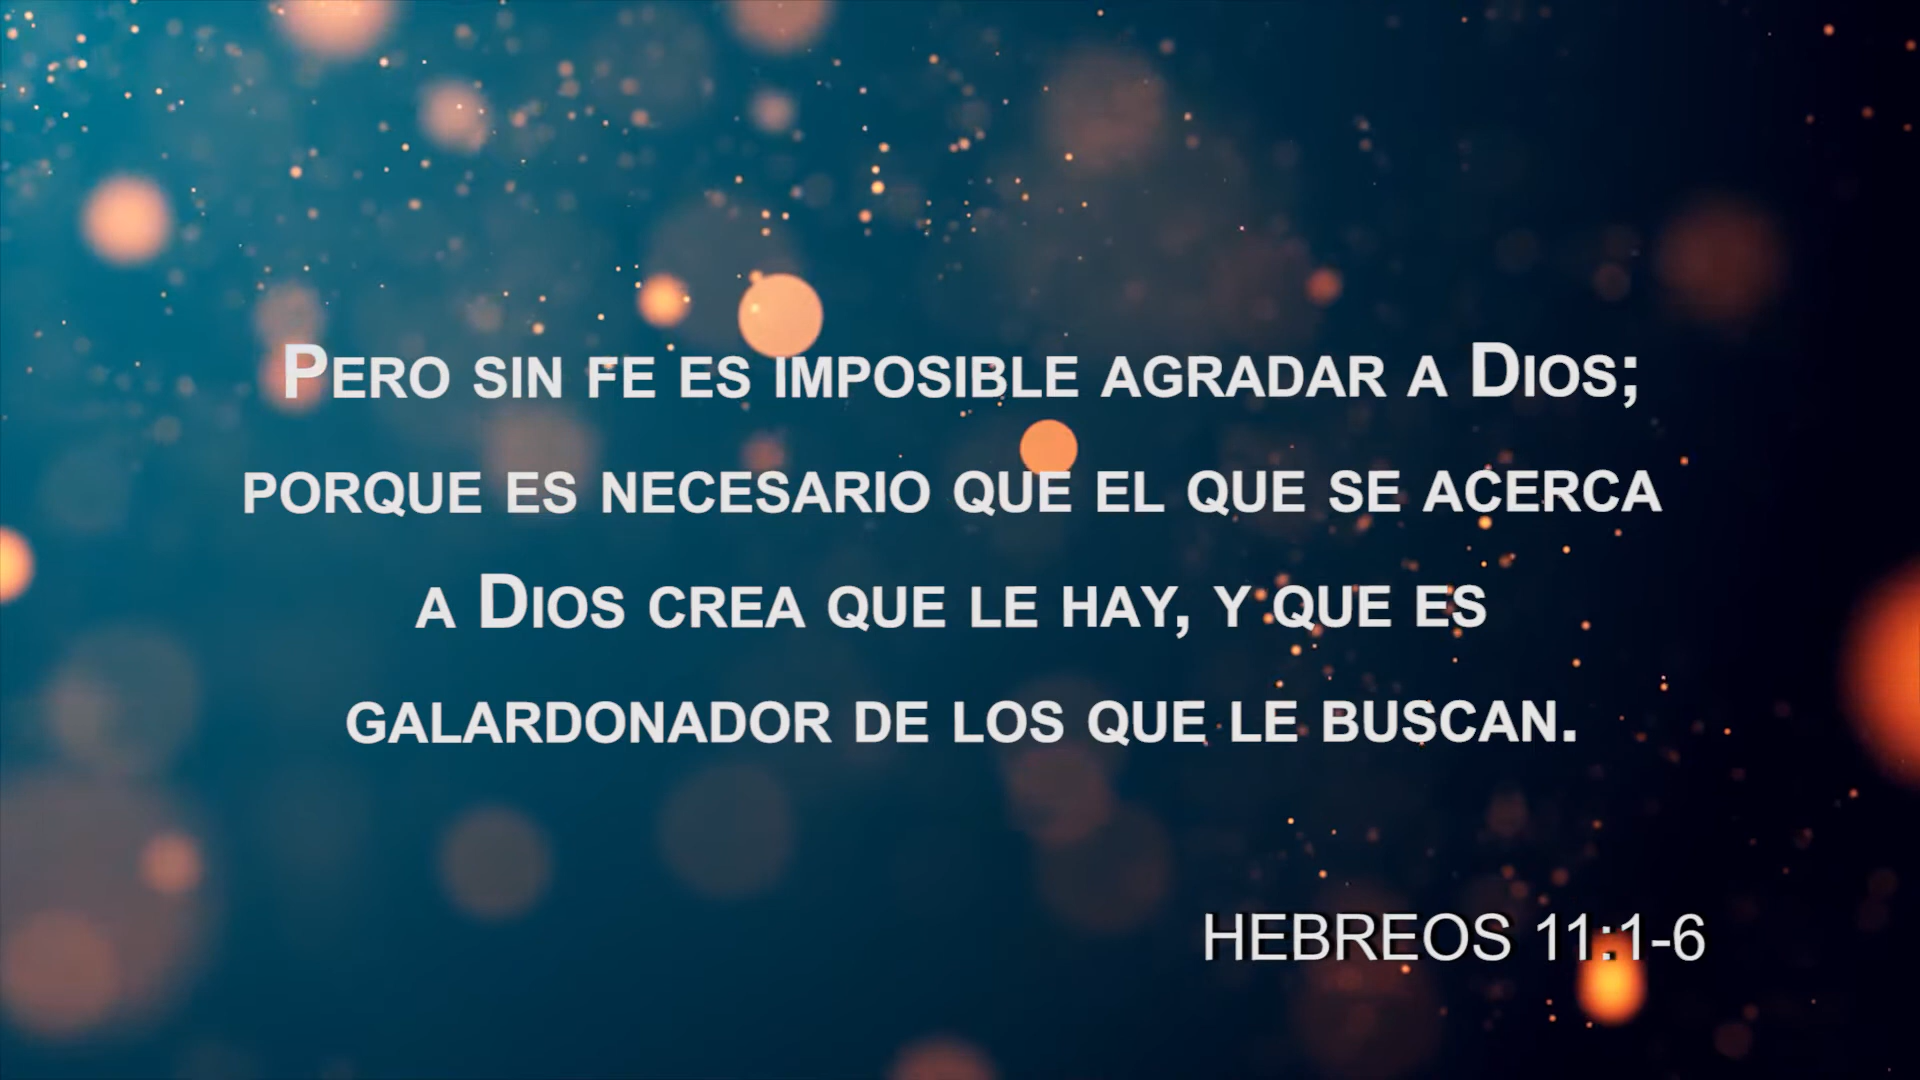 Pero sin fe es imposible agradar a Dios;
porque es necesario que el que se acerca
a Dios crea que le hay, y que es
galardonador de los que le buscan.
HEBREOS 11:1-6